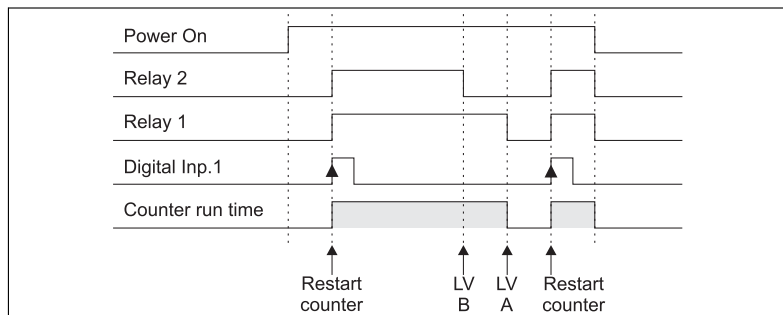 Power On
Relay 2
Relay 1
Digital Inp.1
Counter run time
Restart counter
LV B
LV A
Restart counter